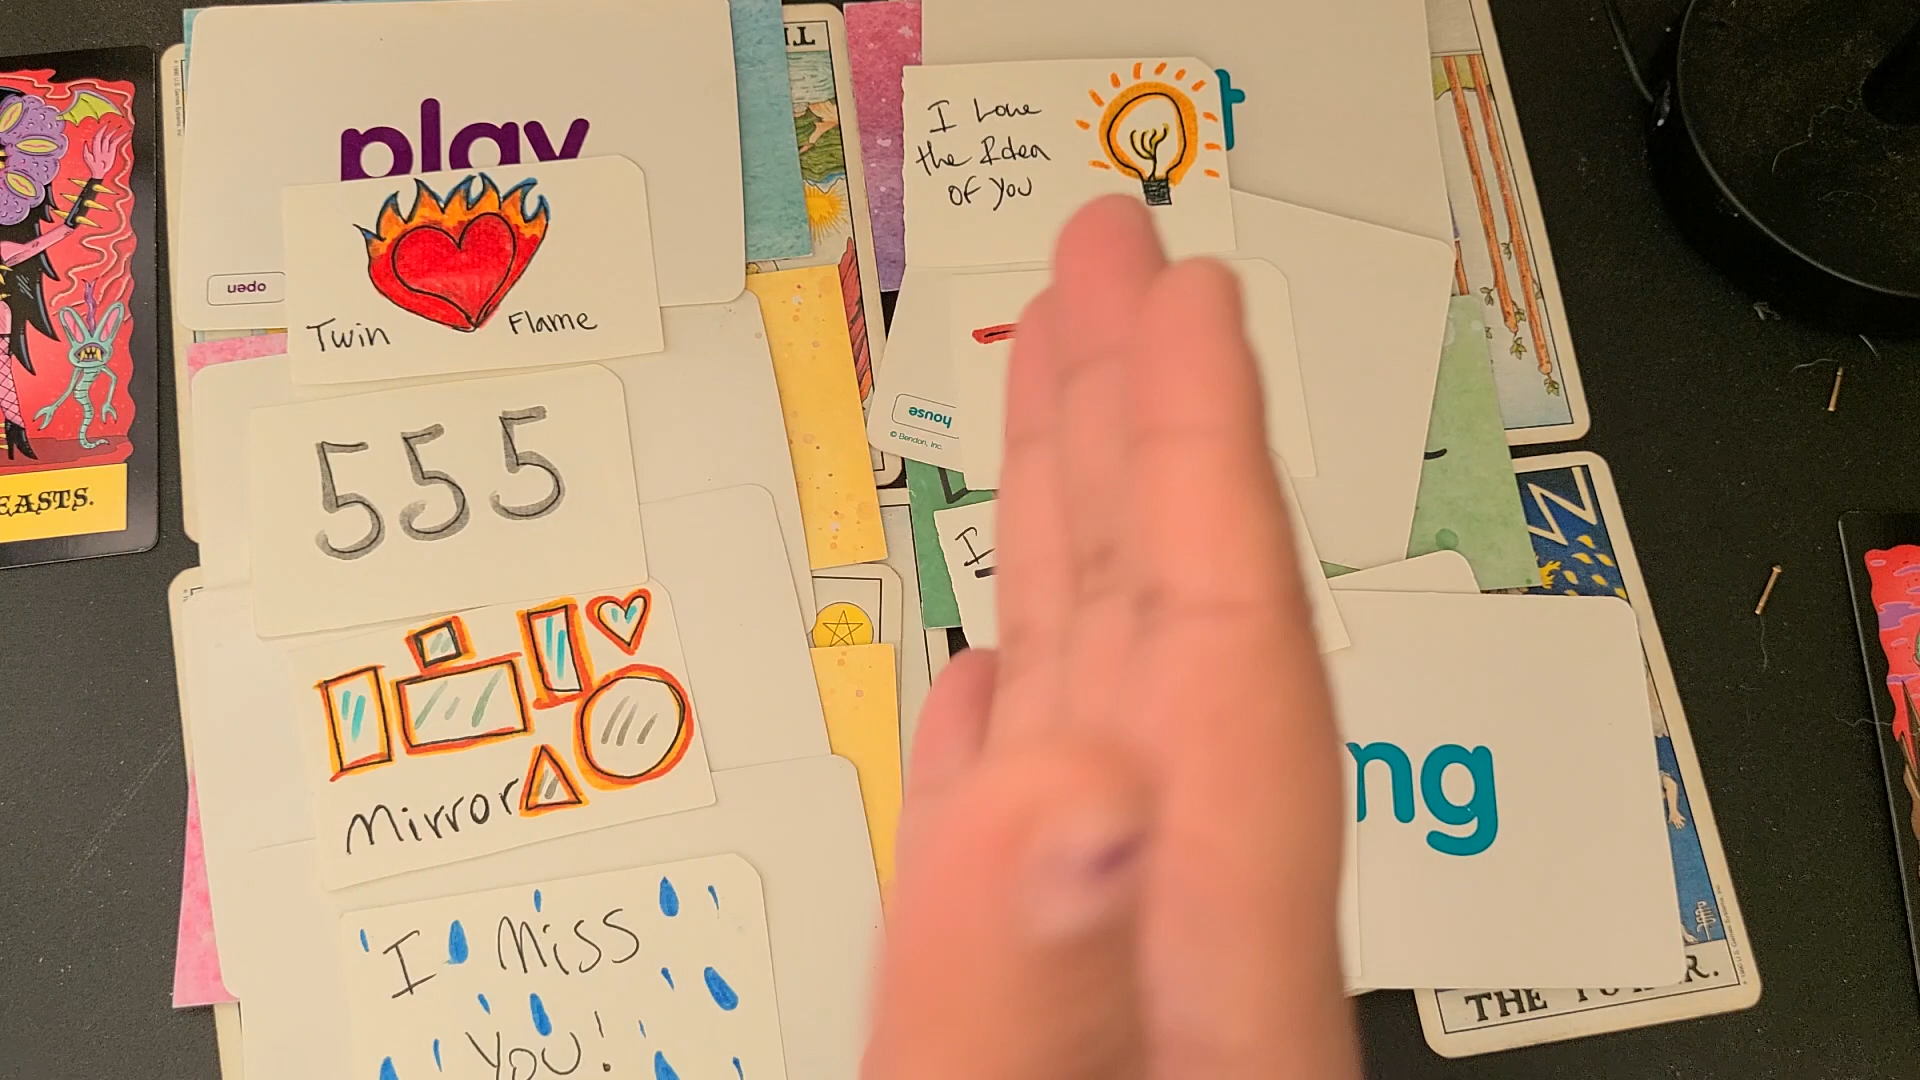 play
open
Twin Flame
555
Mirror
I Miss
You!
EASTS.
I Love
the Idea
of You
t
house
© Bendon, Inc.
I
ng
THE